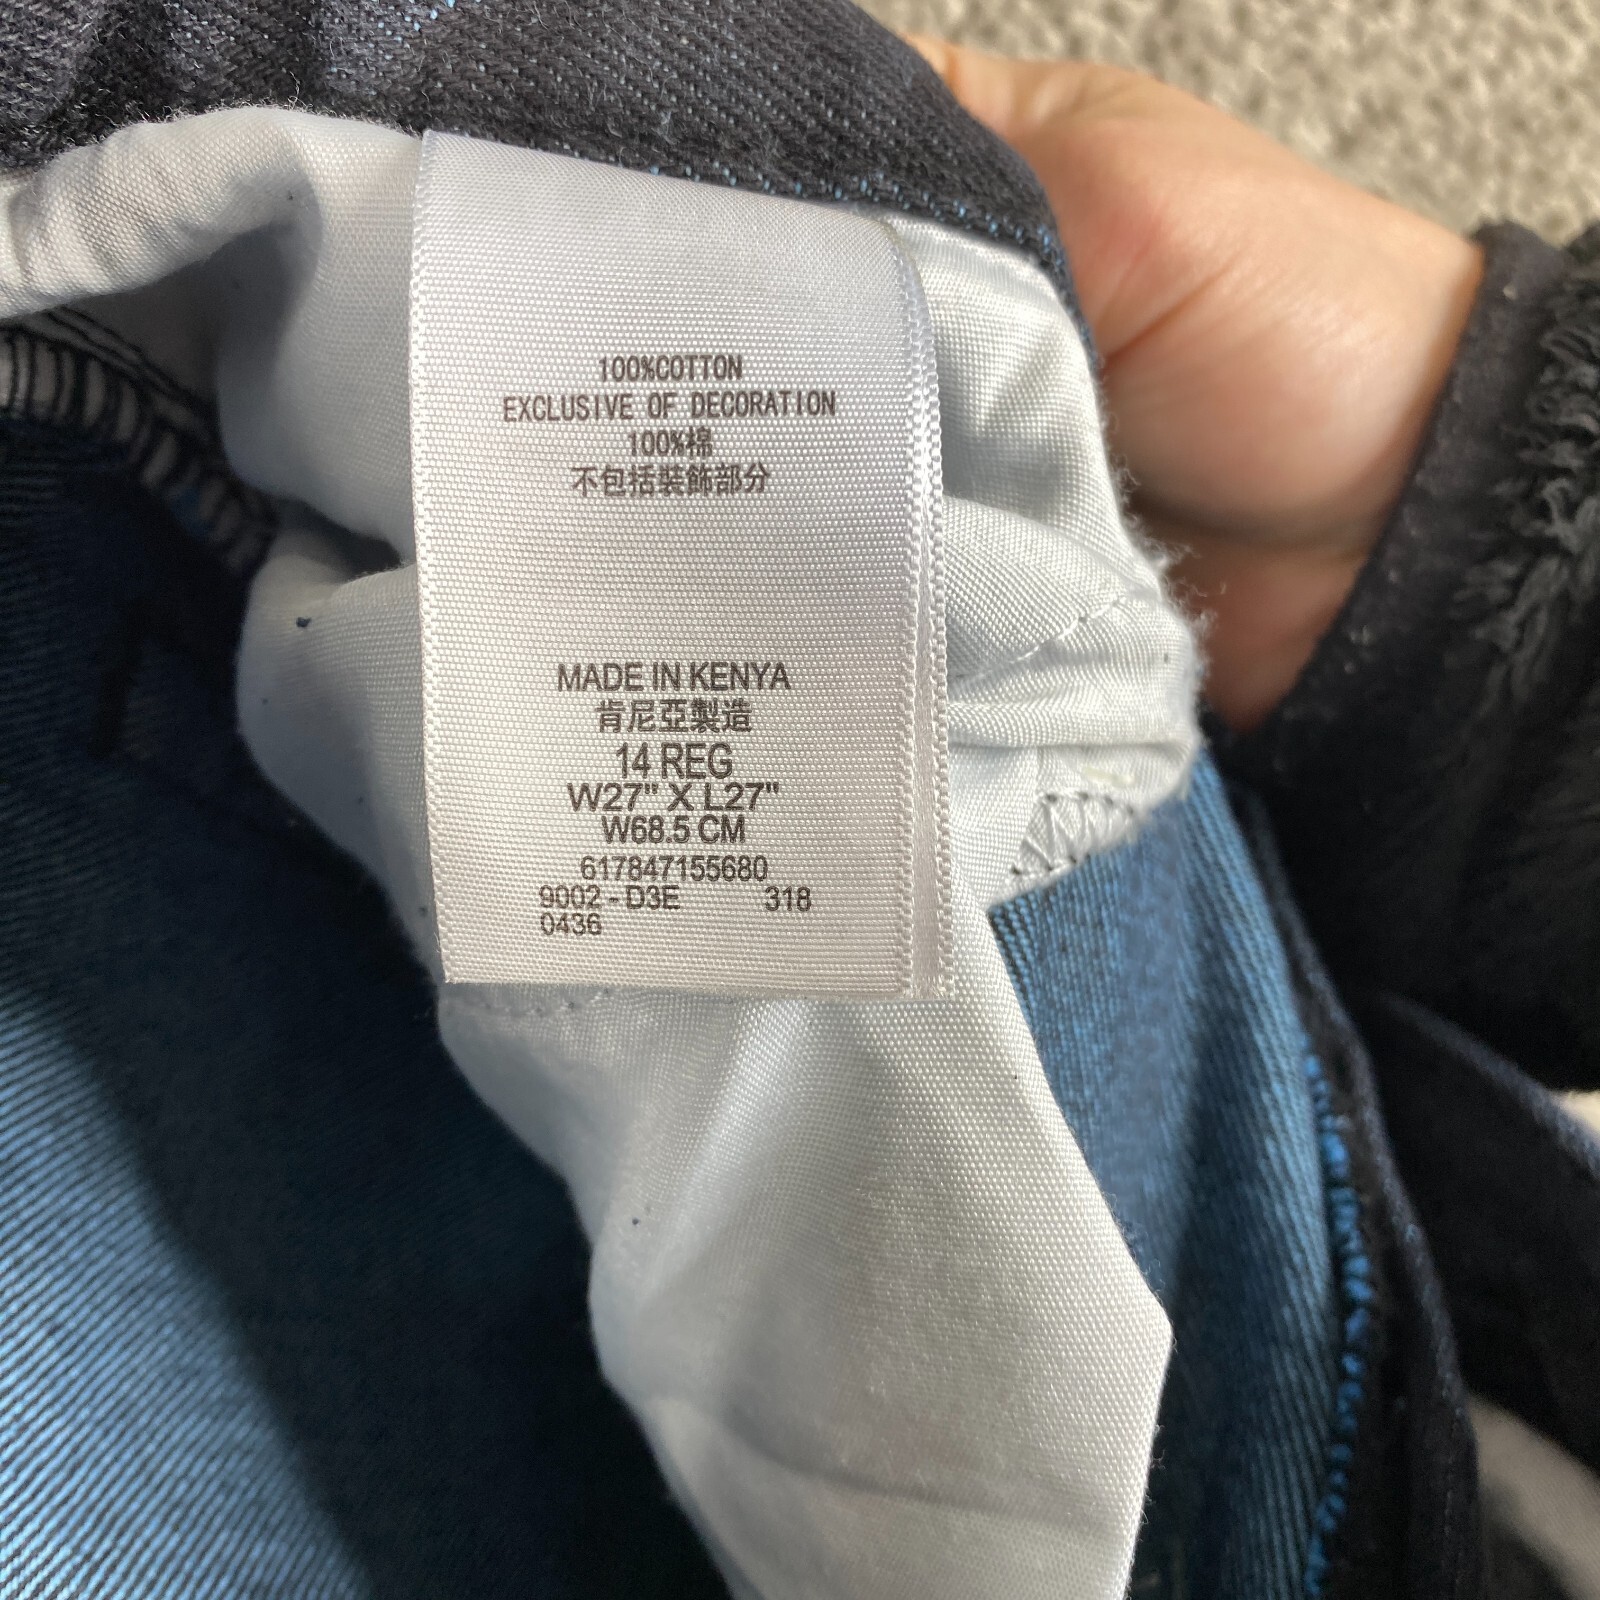 100%COTTON
EXCLUSIVE OF DECORATION
100%棉
不包括裝飾部分
MADE IN KENYA
肯尼亞製造
14 REG
W27" X L27"
W68.5 CM
617847155680
9002 - D3E 318
0436